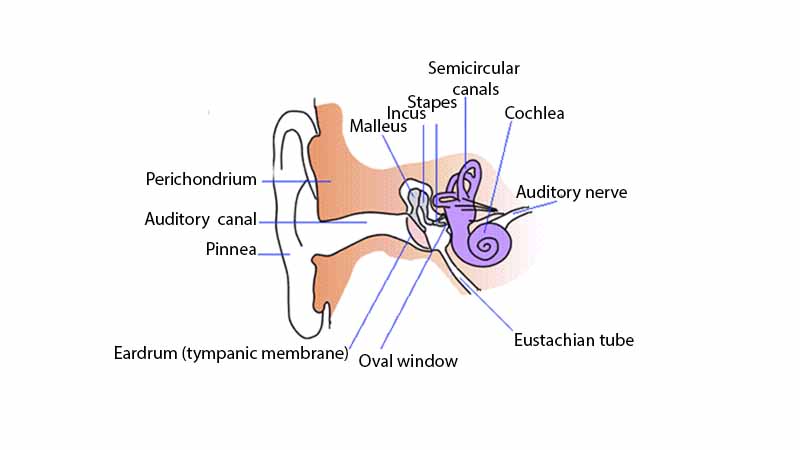 Semicircular
canals
Stapes
Incus
Malleus
Cochlea
Perichondrium
Auditory nerve
Auditory canal
Pinnea
Eustachian tube
Eardrum (tympanic membrane)
Oval window